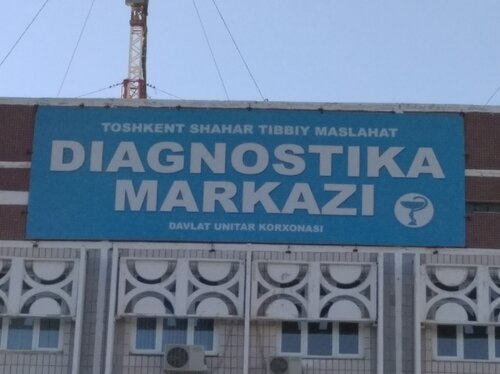 TOSHKENT SHAHAR TIBBIY MASLAHAT
DIAGNOSTIKA
MARKAZI
DAVLAT UNITAR KORXONASI